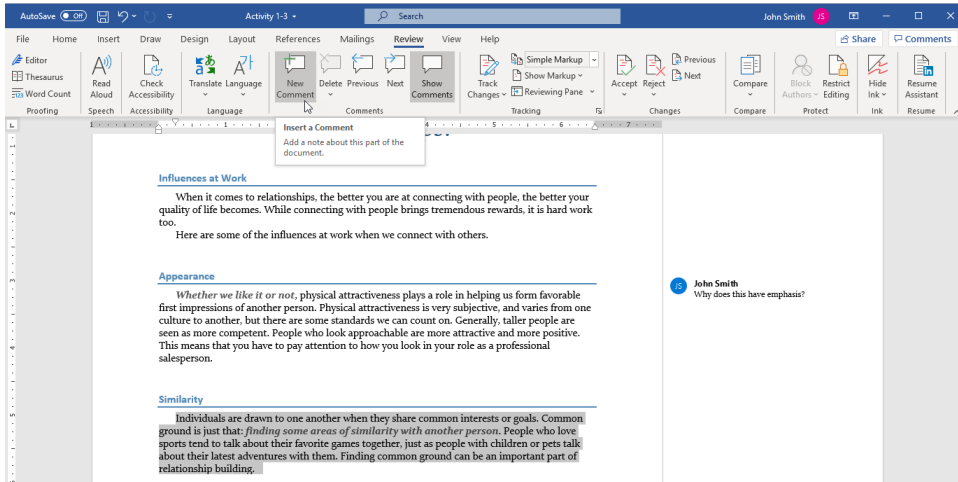 AutoSave Off Activity 1-3 Search John Smith JS
File Home Insert Draw Design Layout References Mailings Review View Help Share Comments
Editor
Thesaurus
Word Count
Read Aloud
Check Accessibility
Translate Language
New Comment Delete Previous Next Show Comments
Track Changes
Simple Markup
Show Markup
Reviewing Pane
Accept Reject
Previous
Next
Compare
Block Authors Restrict Editing
Hide Ink
Resume Assistant
Proofing Speech Accessibility Language Comments Tracking Changes Compare Protect Ink Resume
L 1 1 4 5 6 7
Insert a Comment
Add a note about this part of the
document.
Influences at Work
When it comes to relationships, the better you are at connecting with people, the better your
quality of life becomes. While connecting with people brings tremendous rewards, it is hard work
too.
Here are some of the influences at work when we connect with others.
Appearance
Whether we like it or not, physical attractiveness plays a role in helping us form favorable
first impressions of another person. Physical attractiveness is very subjective, and varies from one
culture to another, but there are some standards we can count on. Generally, taller people are
seen as more competent. People who look approachable are more attractive and more positive.
This means that you have to pay attention to how you look in your role as a professional
salesperson.
JS John Smith
Why does this have emphasis?
Similarity
Individuals are drawn to one another when they share common interests or goals. Common
ground is just that: finding some areas of similarity with another person. People who love
sports tend to talk about their favorite games together, just as people with children or pets talk
about their latest adventures with them. Finding common ground can be an important part of
relationship building.